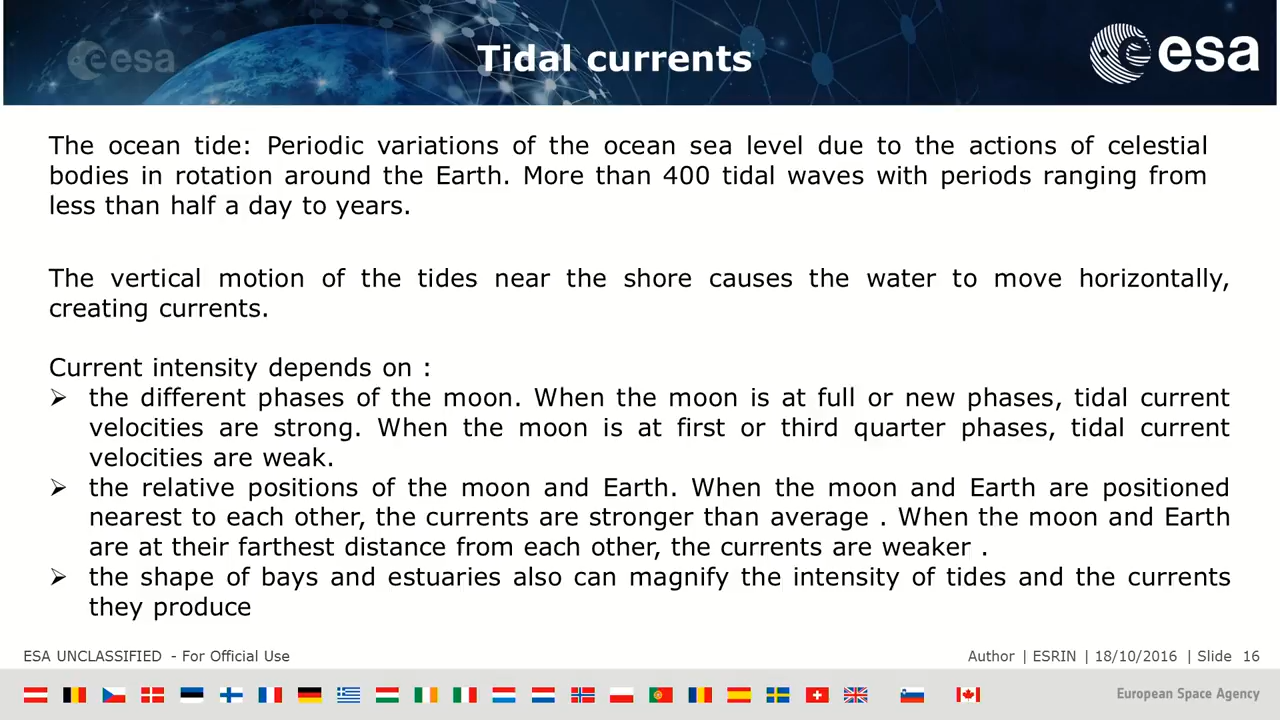 esa
Tidal currents
esa
The ocean tide: Periodic variations of the ocean sea level due to the actions of celestial
bodies in rotation around the Earth. More than 400 tidal waves with periods ranging from
less than half a day to years.
The vertical motion of the tides near the shore causes the water to move horizontally,
creating currents.
Current intensity depends on :
➢ the different phases of the moon. When the moon is at full or new phases, tidal current
velocities are strong. When the moon is at first or third quarter phases, tidal current
velocities are weak.
➢ the relative positions of the moon and Earth. When the moon and Earth are positioned
nearest to each other, the currents are stronger than average . When the moon and Earth
are at their farthest distance from each other, the currents are weaker .
➢ the shape of bays and estuaries also can magnify the intensity of tides and the currents
they produce
ESA UNCLASSIFIED - For Official Use
Author | ESRIN | 18/10/2016 | Slide 16
European Space Agency